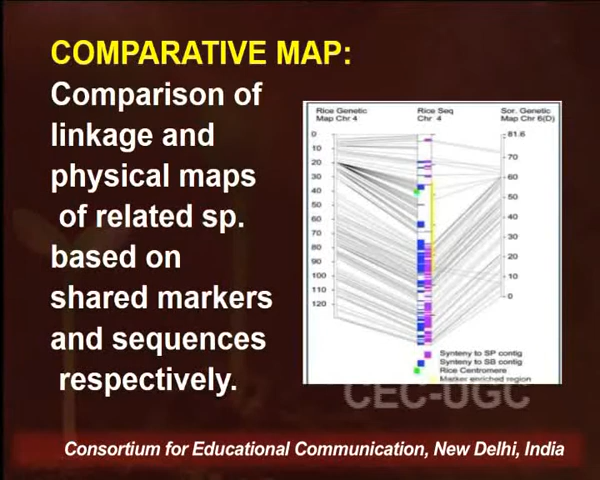 COMPARATIVE MAP:
Comparison of
linkage and
physical maps
of related sp.
based on
shared markers
and sequences
respectively.
Rice Genetic
Map Chr 4
Rice Seq
Chr 4
Sor. Genetic
Map Chr 6(D)
0
10
20
30
40
50
60
70
80
90
100
110
120
81.6
70
60
50
40
30
20
10
0
Synteny to SP contig
Synteny to SB contig
Rice Centromere
Marker enriched region
CEC-UGC
Consortium for Educational Communication, New Delhi, India